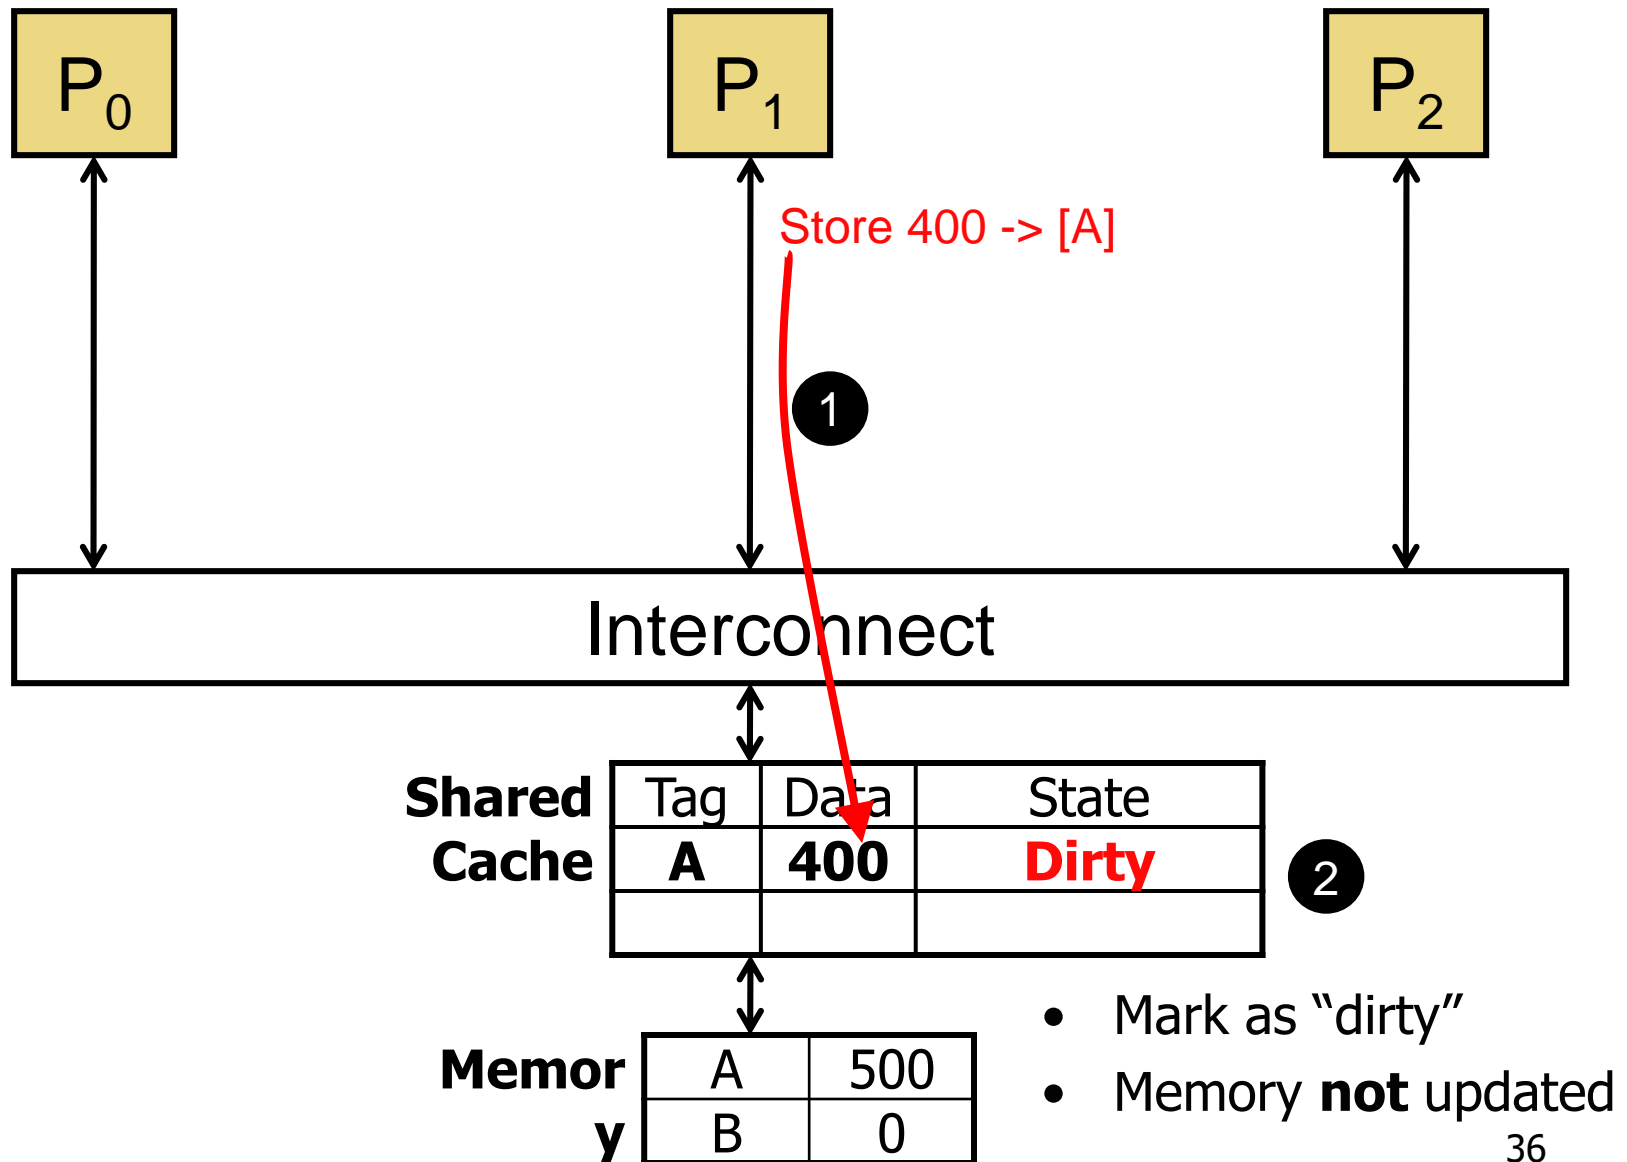 P0 P1 P2
Store 400 -> [A]
1
Interconnect
Shared Cache
Tag Data State
A 400 Dirty
2
• Mark as “dirty”
• Memory not updated
Memor
y
A 500
B 0
36